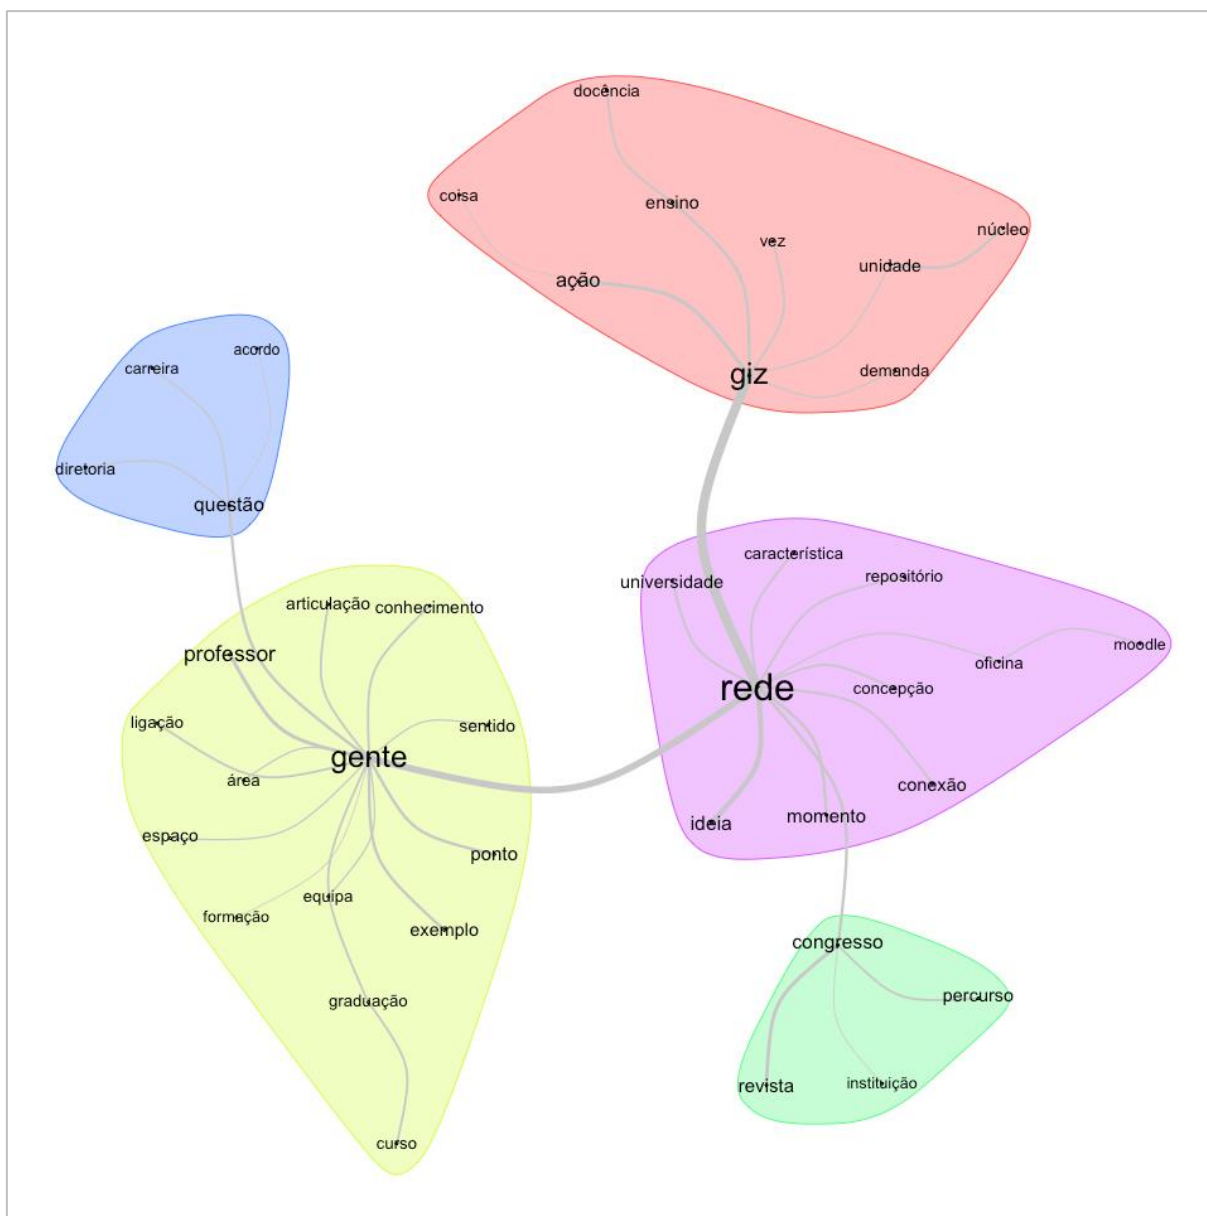 docência
coisa
ensino
vez
núcleo
unidade
ação
giz
demanda
acordo
carreira
diretoria
questão
característica
universidade
repositório
moodle
oficina
rede
concepção
conexão
momento
ideia
articulação
conhecimento
professor
ligação
sentido
gente
área
espaço
ponto
equipa
formação
exemplo
graduação
curso
congresso
percurso
revista
instituição